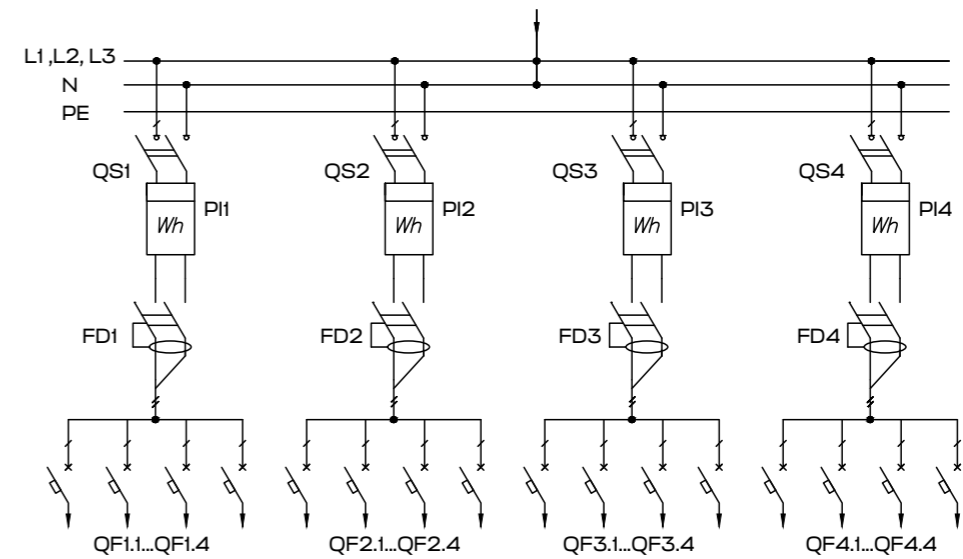 L1 ,L2, L3
N
PE
QS1 QS2 QS3 QS4
PI1 PI2 PI3 PI4
Wh Wh Wh Wh
FD1 FD2 FD3 FD4
QF1.1...QF1.4 QF2.1...QF2.4 QF3.1...QF3.4 QF4.1...QF4.4